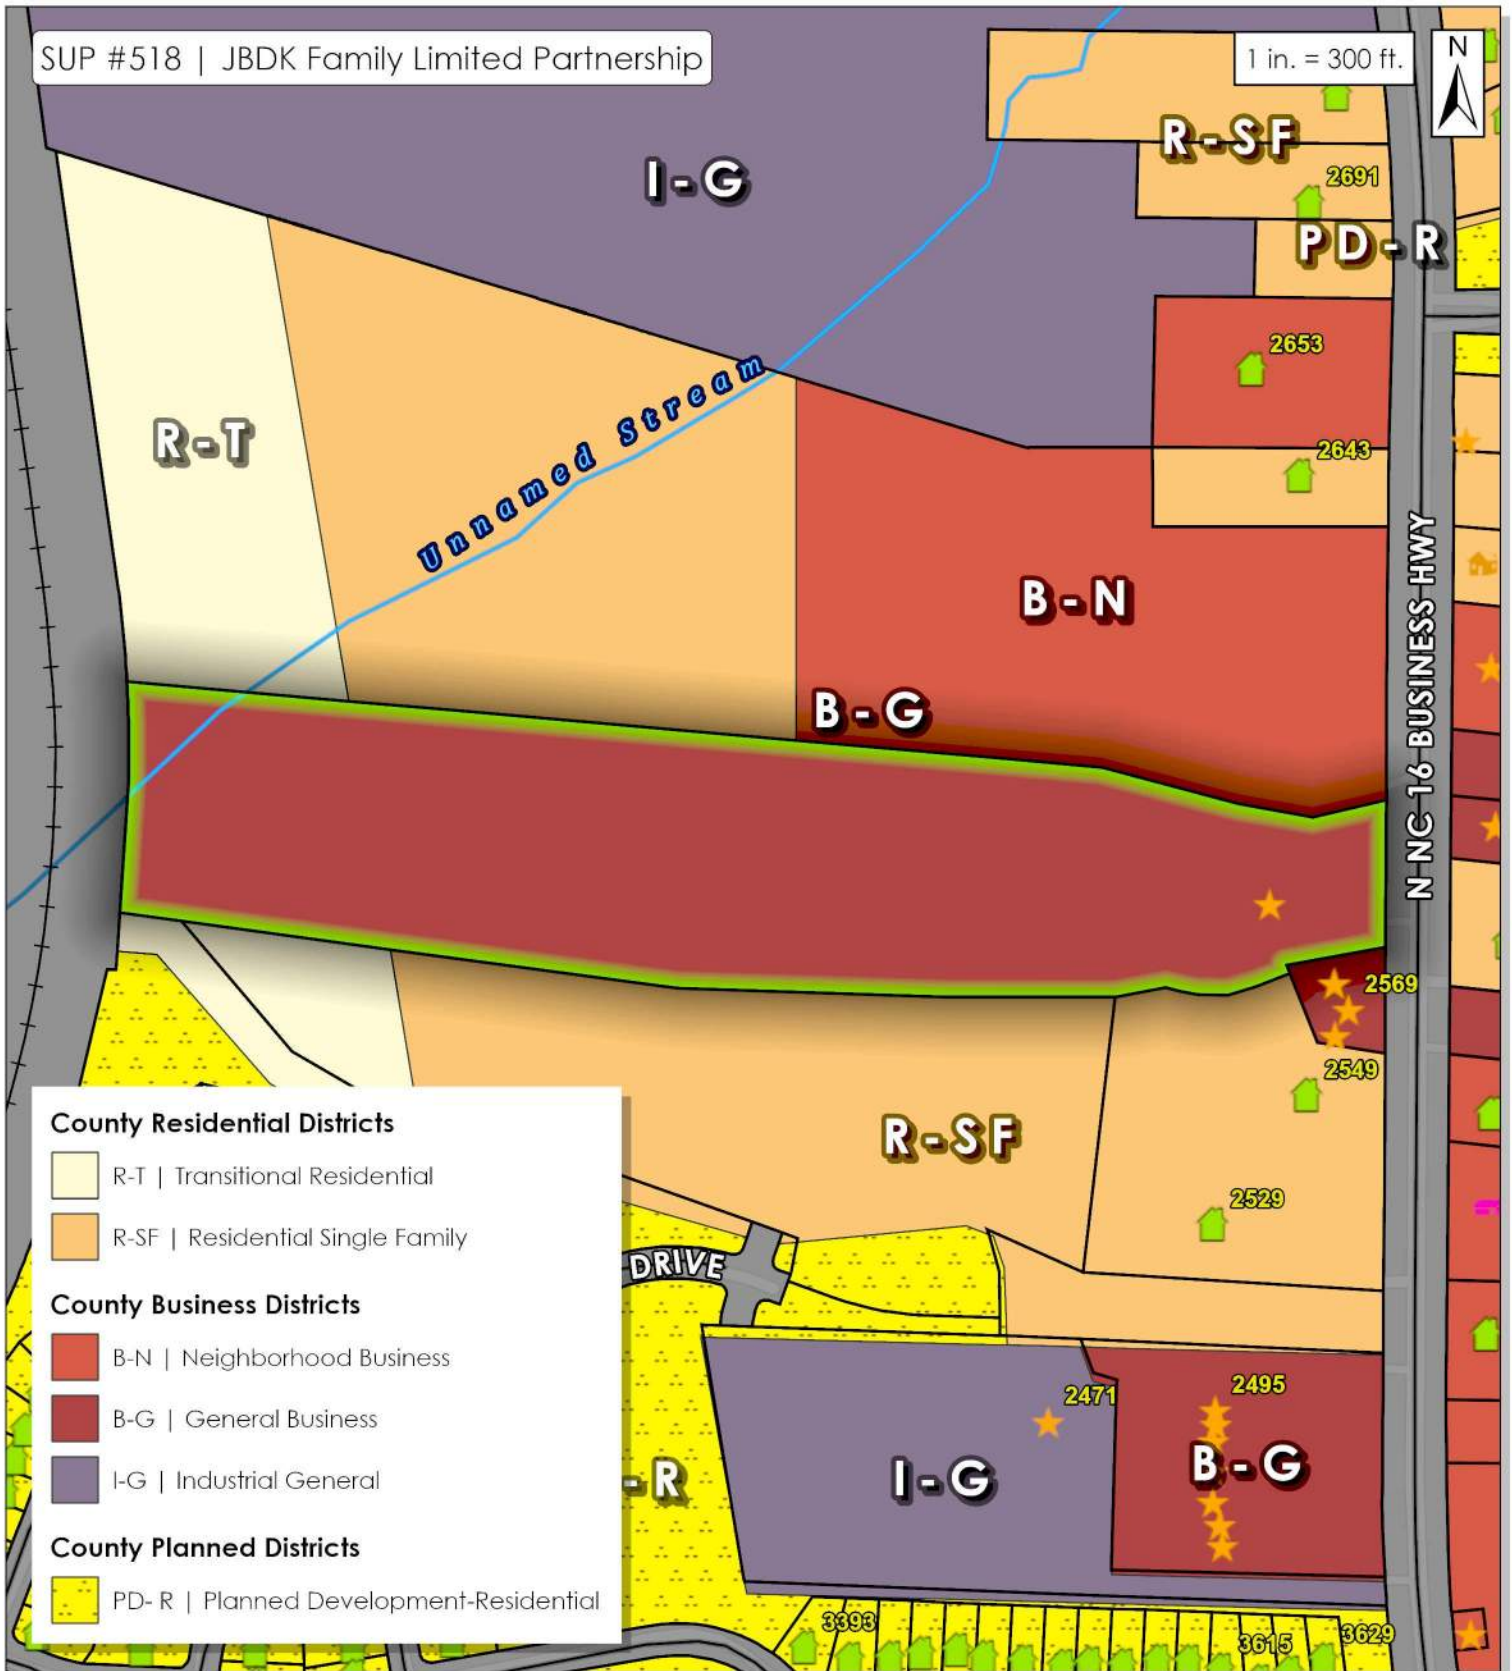 SUP #518 | JBDK Family Limited Partnership
1 in. = 300 ft.
N
R-SF
I-G
2691
PD-R
2653
Unnamed Stream
R-T
2643
B-N
N NC 16 BUSINESS HWY
B-G
2569
2549
R-SF
2529
DRIVE
2471
2495
I-G
B-G
-R
3393
3615
3629
County Residential Districts
R-T | Transitional Residential
R-SF | Residential Single Family
County Business Districts
B-N | Neighborhood Business
B-G | General Business
I-G | Industrial General
County Planned Districts
PD- R | Planned Development-Residential